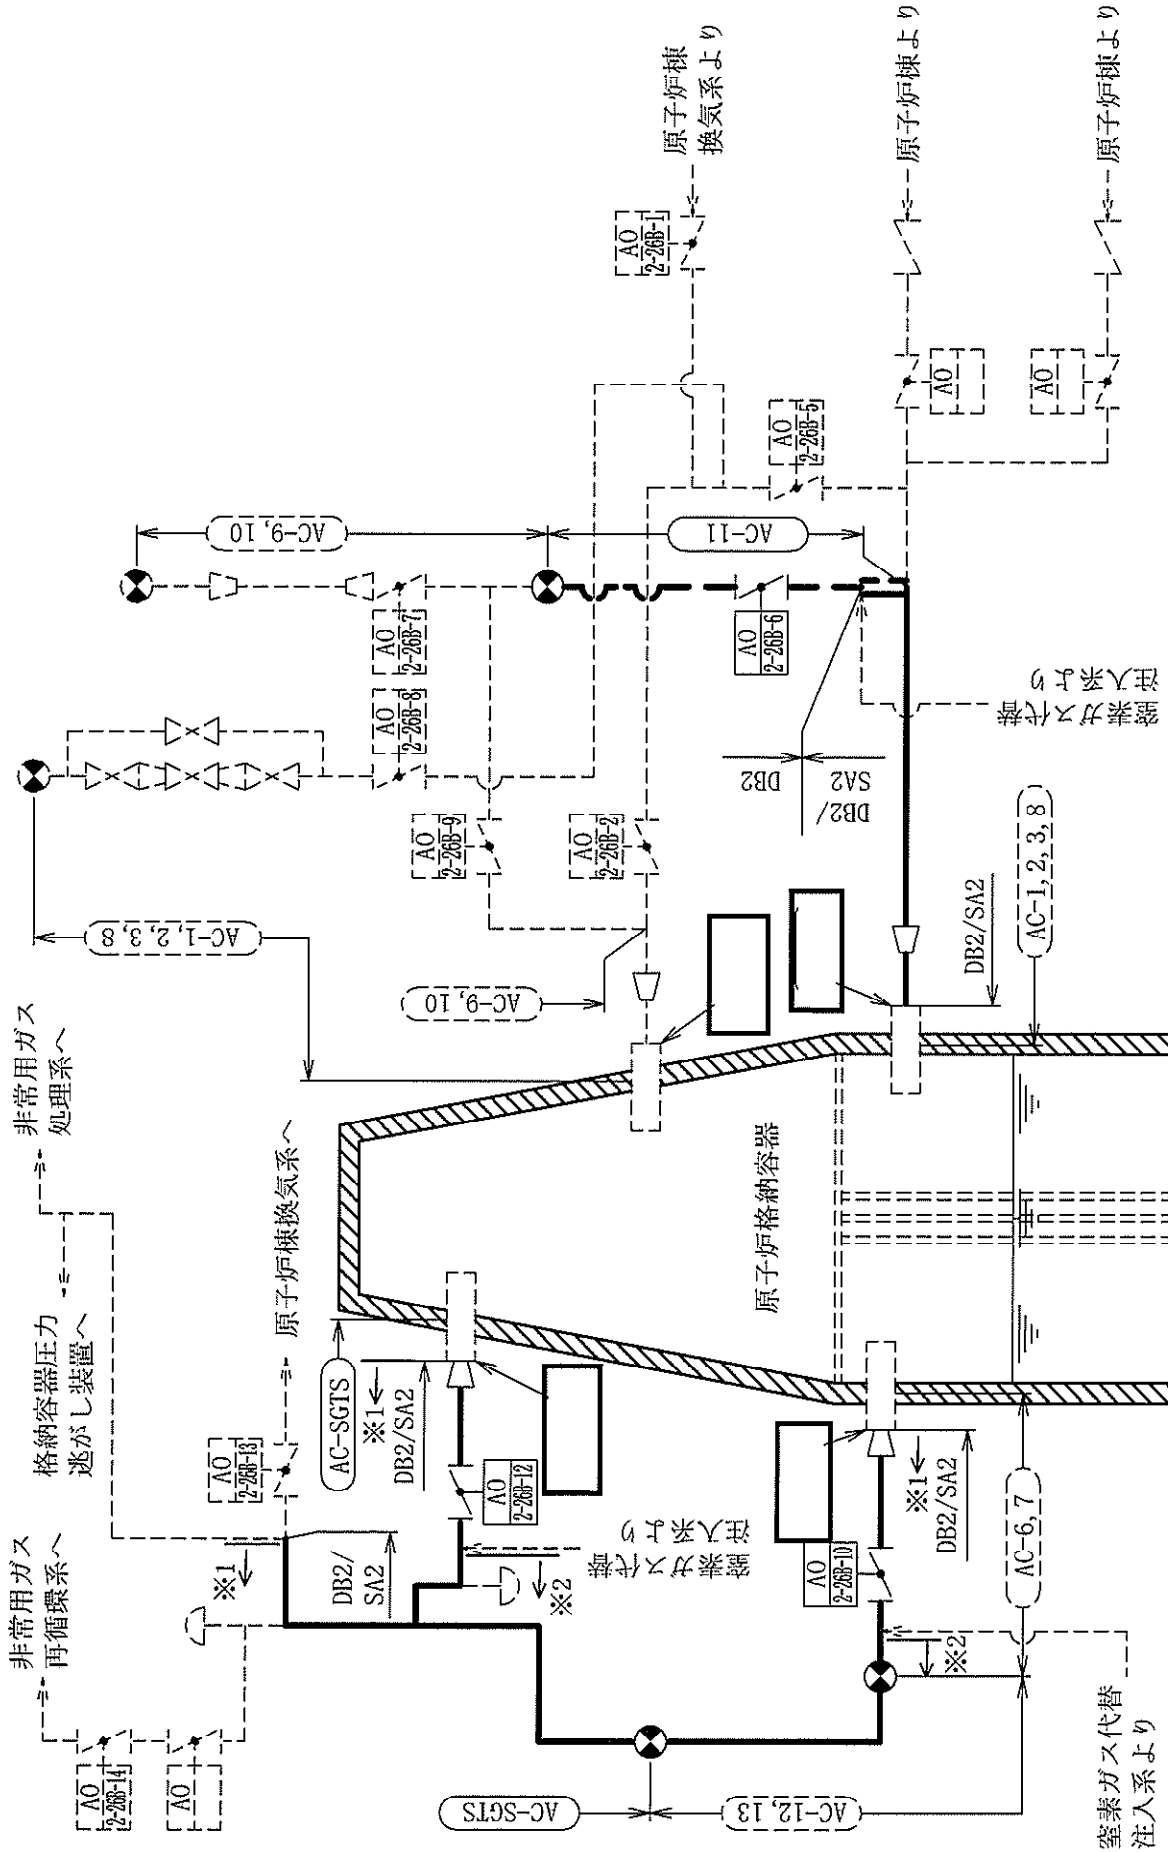 非常用ガス
再循環系へ
格納容器圧力
逃がし装置へ
非常用ガス
処理系へ
原子炉棟換気系へ
AO
2-26B-14
AO
AO
2-26B-13
※1
DB2/
SA2
AC-SGTS
※1
DB2/SA2
AO
2-26B-12
窒素ガス代替
注入系より
※2
AC-SGTS
AC-12,13
AO
2-26B-10
※1
DB2/SA2
※2
AC-6,7
窒素ガス代替
注入系より
原子炉格納容器
AC-1,2,3,8
AC-9,10
AO
2-26B-9
AO
2-26B-2
AO
2-26B-8
AO
2-26B-7
AC-9,10
AC-11
AO
2-26B-6
DB2
DB2/
SA2
窒素ガス代替
注入系より
DB2/SA2
AC-1,2,3,8
AO
2-26B-5
AO
2-26B-1
原子炉棟
換気系より
AO
原子炉棟より
AO
原子炉棟より